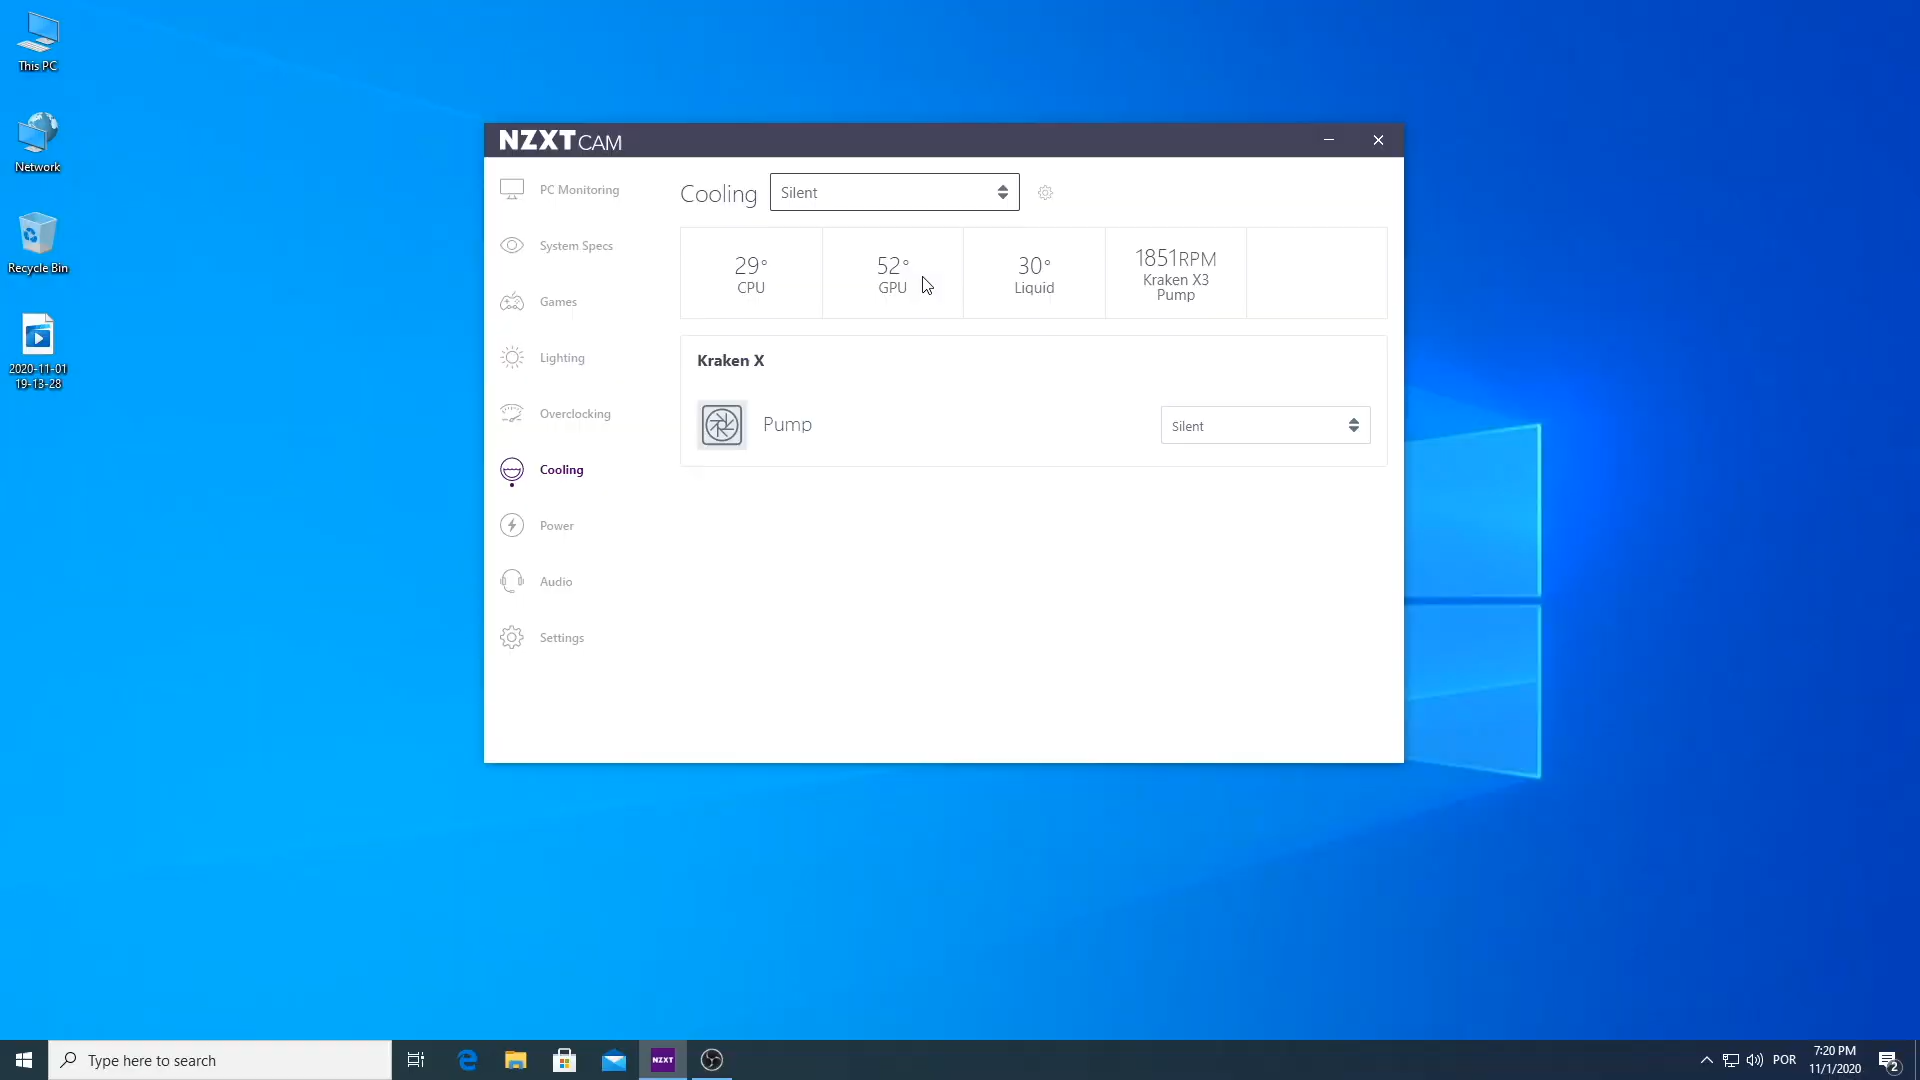 This PC
Network
Recycle Bin
2020-11-01
19-13-28
NZXT CAM
PC Monitoring
System Specs
Games
Lighting
Overclocking
Cooling
Power
Audio
Settings
Cooling
Silent
29°
CPU
52°
GPU
30°
Liquid
1851RPM
Kraken X3
Pump
Kraken X
Pump
Silent
Type here to search
NZXT
POR
7:20 PM
11/1/2020
2